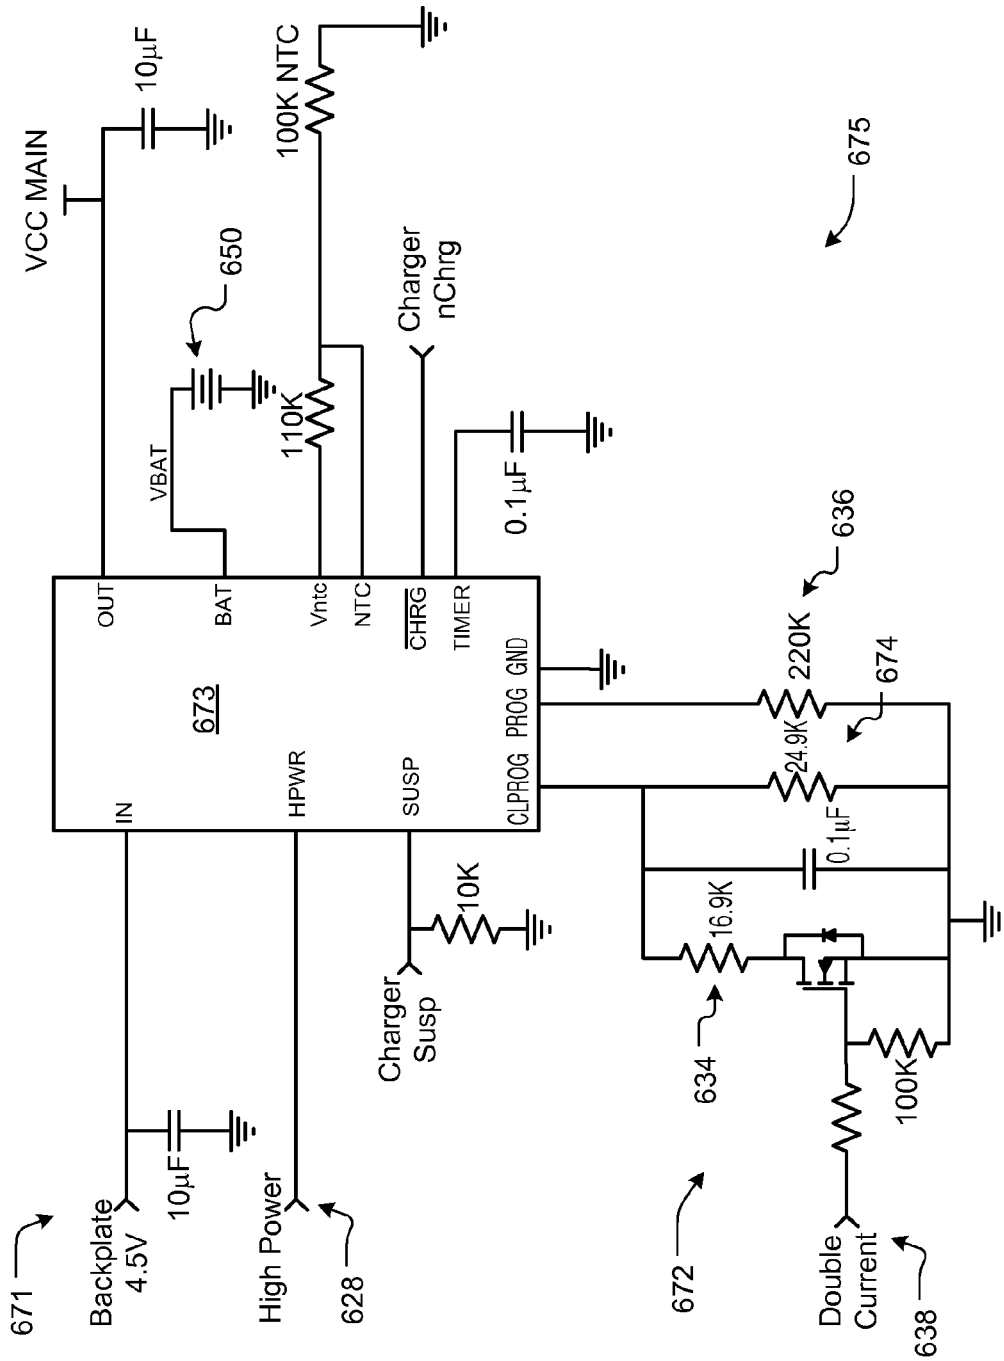 671
Backplate
4.5V
10μF
High Power
628
Charger
Susp
10K
IN
HPWR
SUSP
673
OUT
BAT
Vntc
NTC
CHRG
TIMER
CLPROG
PROG
GND
VCC MAIN
10μF
VBAT
650
110K
100K NTC
Charger
nChrg
0.1μF
675
672
634
16.9K
0.1μF
24.9K
220K
636
674
Double
Current
638
100K